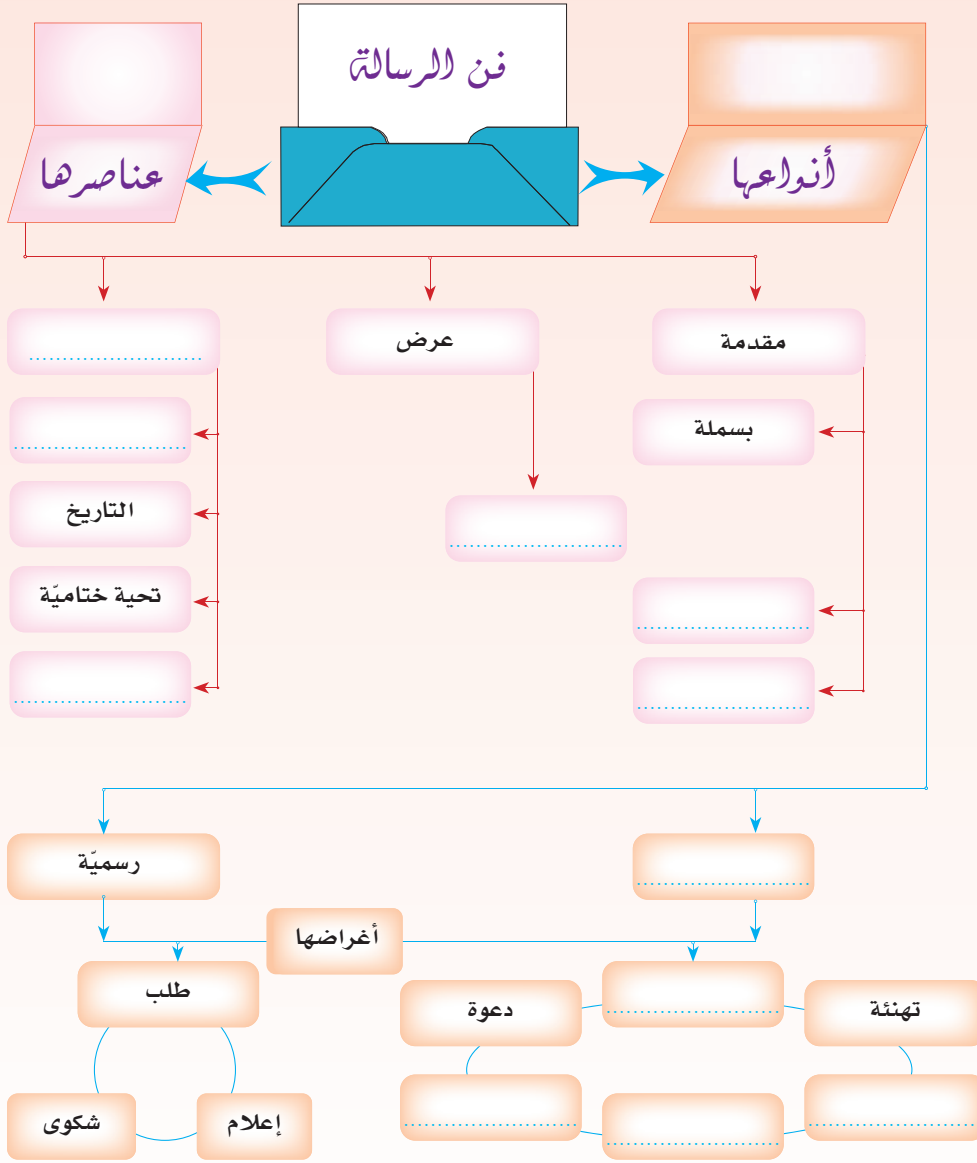 فن الرسالة
أنواعها
عناصرها
مقدمة
عرض
بسملة
التاريخ
تحية ختاميّة
رسميّة
أغراضها
طلب
دعوة
تهنئة
إعلام
شكوى